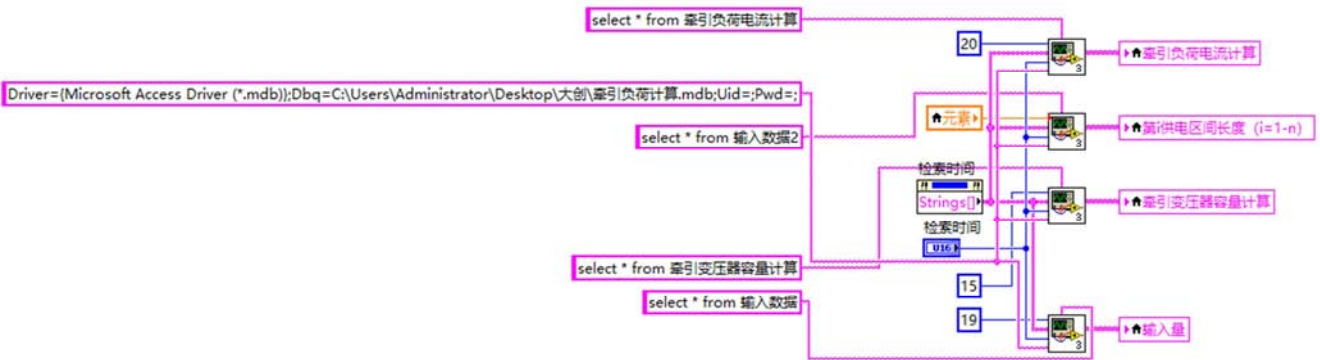 select * from 牵引负荷电流计算
20
牵引负荷电流计算
3
Driver={Microsoft Access Driver (*.mdb)};Dbq=C:\Users\Administrator\Desktop\大创\牵引负荷计算.mdb;Uid=;Pwd=;
元素
第i供电区间长度（i=1-n）
select * from 输入数据2
3
检索时间
15
Strings[]
牵引变压器容量计算
3
检索时间
U16
select * from 牵引变压器容量计算
15
select * from 输入数据
19
输入量
3